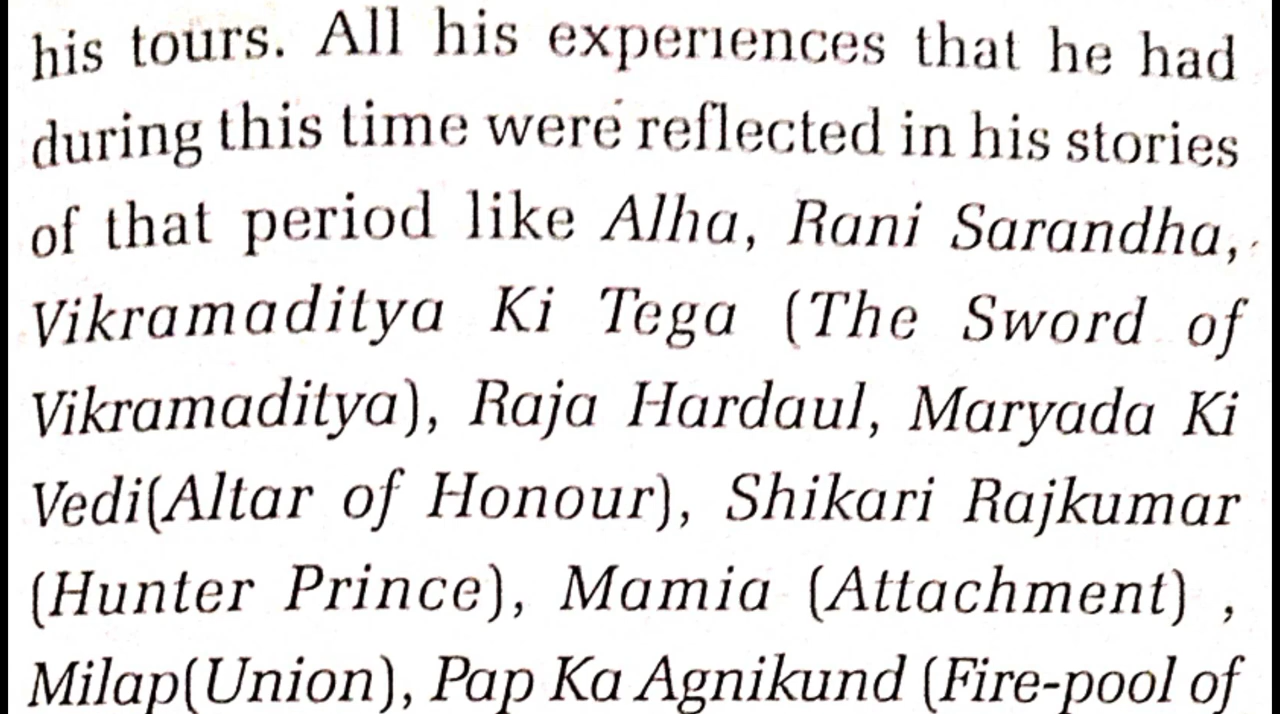 his tours. All his experiences that he had
during this time were reflected in his stories
of that period like Alha, Rani Sarandha,
Vikramaditya Ki Tega (The Sword of
Vikramaditya), Raja Hardaul, Maryada Ki
Vedi(Altar of Honour), Shikari Rajkumar
(Hunter Prince), Mamia (Attachment) ,
Milap(Union), Pap Ka Agnikund (Fire-pool of